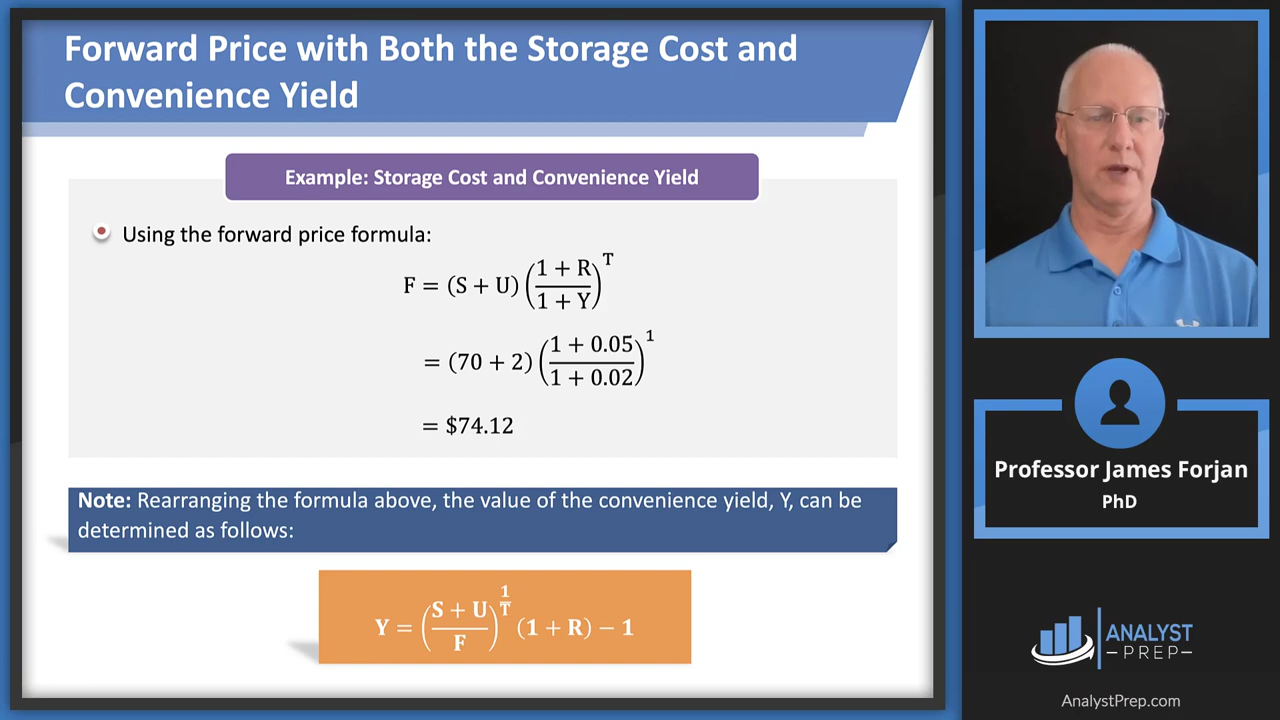 Forward Price with Both the Storage Cost and
Convenience Yield
Example: Storage Cost and Convenience Yield
Using the forward price formula:
F = (S + U) ((1 + R)/(1 + Y))^T
= (70 + 2) ((1 + 0.05)/(1 + 0.02))^1
= $74.12
Note: Rearranging the formula above, the value of the convenience yield, Y, can be
determined as follows:
Y = ((S + U)/F)^(1/T) (1 + R) − 1
Professor James Forjan
PhD
ANALYST
—PREP—
AnalystPrep.com